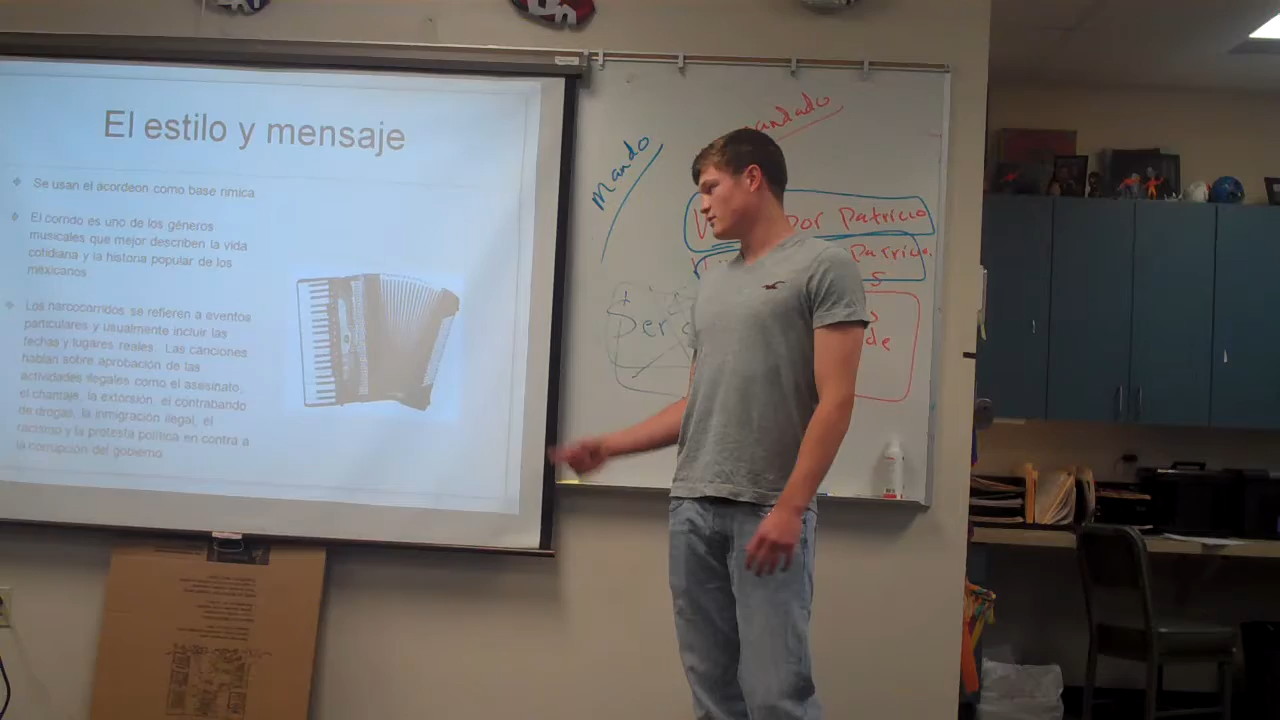 El estilo y mensaje
Se usan el acordeon como base rimica
El corrido es uno de los géneros
musicales que mejor describen la vida
cotidiana y la historia popular de los
mexicanos
Los narcocorridos se refieren a eventos
particulares y usualmente incluir las
fechas y lugares reales. Las canciones
hablan sobre aprobación de las
actividades ilegales como el asesinato,
el chantaje, la extorsión, el contrabando
de drogas, la inmigración ilegal, el
racismo y la protesta política en contra a
la corrupción del gobierno
mando
andado
por Patricio
Patricio.
s
Ser
de